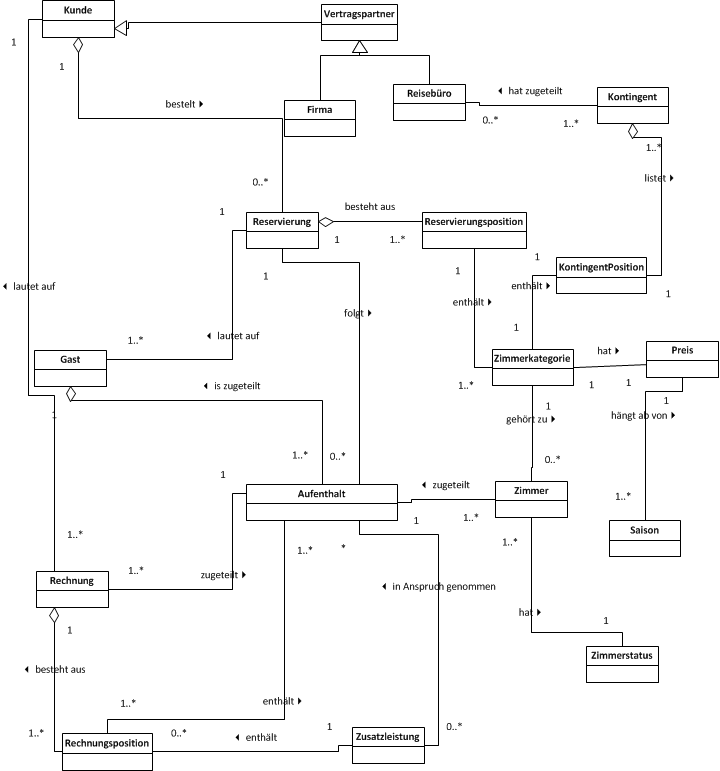 Kunde
Vertragspartner
1
1
Reisebüro
◄ hat zugeteilt
Kontingent
bestelt ►
Firma
0..*
1..*
1..*
listet ►
0..*
1
besteht aus
Reservierung
Reservierungsposition
1
1..*
1
1
KontingentPosition
1
◄ lautet auf
enthält ►
1
enthält ►
folgt ►
1
◄ lautet auf
1..*
Gast
Zimmerkategorie
hat ►
Preis
◄ is zugeteilt
1..*
1
1
1
1
1
gehört zu ►
hängt ab von ►
1..*
0..*
0..*
1
◄ zugeteilt
Aufenthalt
Zimmer
1..*
1
1..*
Saison
1..*
1..*
*
1..*
1..*
Rechnung
zugeteilt ►
◄ in Anspruch genommen
hat ►
1
1
Zimmerstatus
◄ besteht aus
1..*
enthält ►
1..*
0..*
1
0..*
Rechnungsposition
◄ enthält
Zusatzleistung